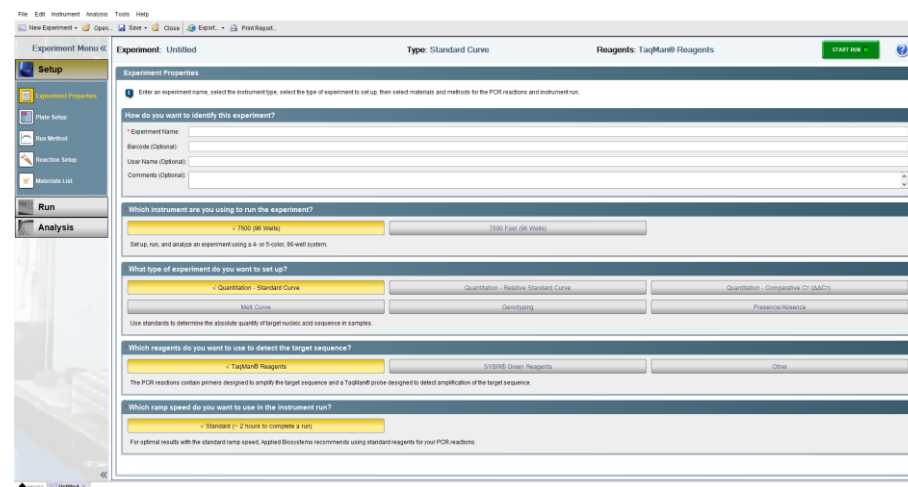 File Edit Instrument Analysis Tools Help
New Experiment Open... Save Close Export... Print Report...
Experiment Menu «
Experiment: Untitled Type: Standard Curve Reagents: TaqMan® Reagents START RUN
Setup
Experiment Properties
Plate Setup
Run Method
Reaction Setup
Materials List
Run
Analysis
Experiment Properties
Enter an experiment name, select the instrument type, select the type of experiment to set up, then select materials and methods for the PCR reactions and instrument run.
How do you want to identify this experiment?
* Experiment Name:
Barcode (Optional):
User Name (Optional):
Comments (Optional):
Which instrument are you using to run the experiment?
√ 7500 (96 Wells) 7500 Fast (96 Wells)
Set up, run, and analyze an experiment using a 4- or 5-color, 96-well system.
What type of experiment do you want to set up?
√ Quantitation - Standard Curve Quantitation - Relative Standard Curve Quantitation - Comparative CT (ΔΔCT)
Melt Curve Genotyping Presence/Absence
Use standards to determine the absolute quantity of target nucleic acid sequence in samples.
Which reagents do you want to use to detect the target sequence?
√ TaqMan® Reagents SYBR® Green Reagents Other
The PCR reactions contain primers designed to amplify the target sequence and a TaqMan® probe designed to detect amplification of the target sequence.
Which ramp speed do you want to use in the instrument run?
√ Standard (~ 2 hours to complete a run)
For optimal results with the standard ramp speed, Applied Biosystems recommends using standard reagents for your PCR reactions.
«
Home Untitled ×